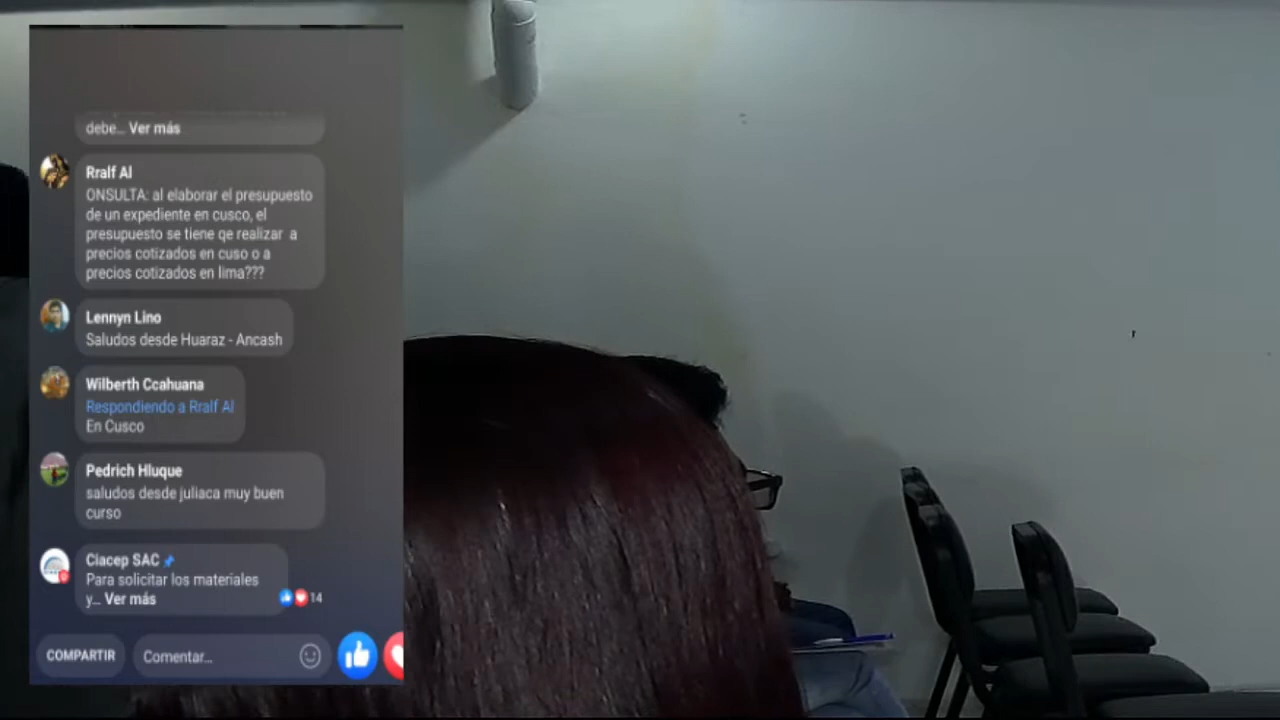 debe... Ver más
Rralf Al
ONSULTA: al elaborar el presupuesto
de un expediente en cusco, el
presupuesto se tiene qe realizar a
precios cotizados en cuso o a
precios cotizados en lima???
Lennyn Lino
Saludos desde Huaraz - Ancash
Wilberth Ccahuana
Respondiendo a Rralf Al
En Cusco
Pedrich Hluque
saludos desde juliaca muy buen
curso
Ciacep SAC
Para solicitar los materiales
y... Ver más
14
COMPARTIR
Comentar...